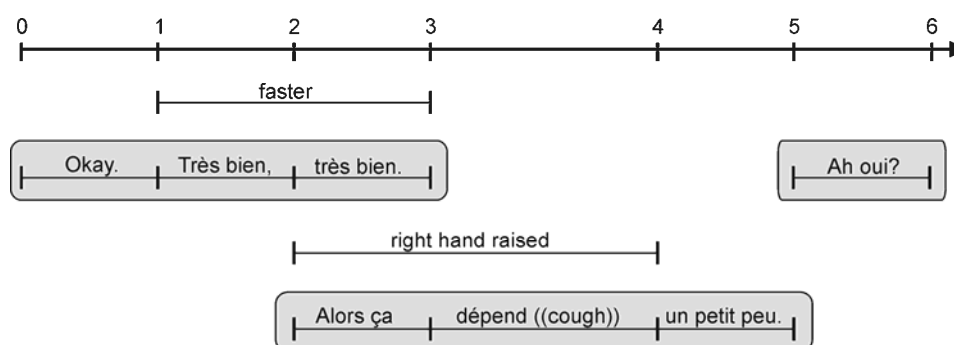 0 1 2 3 4 5 6
faster
Okay. Très bien, très bien. Ah oui?
right hand raised
Alors ça dépend ((cough)) un petit peu.